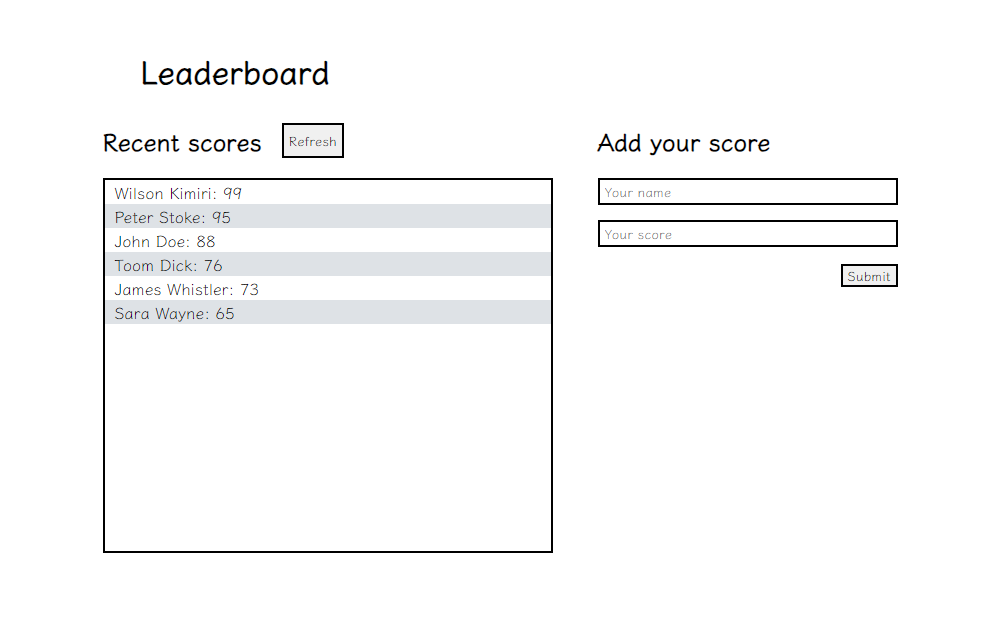 Leaderboard
Recent scores
Refresh
Wilson Kimiri: 99
Peter Stoke: 95
John Doe: 88
Toom Dick: 76
James Whistler: 73
Sara Wayne: 65
Add your score
Your name
Your score
Submit